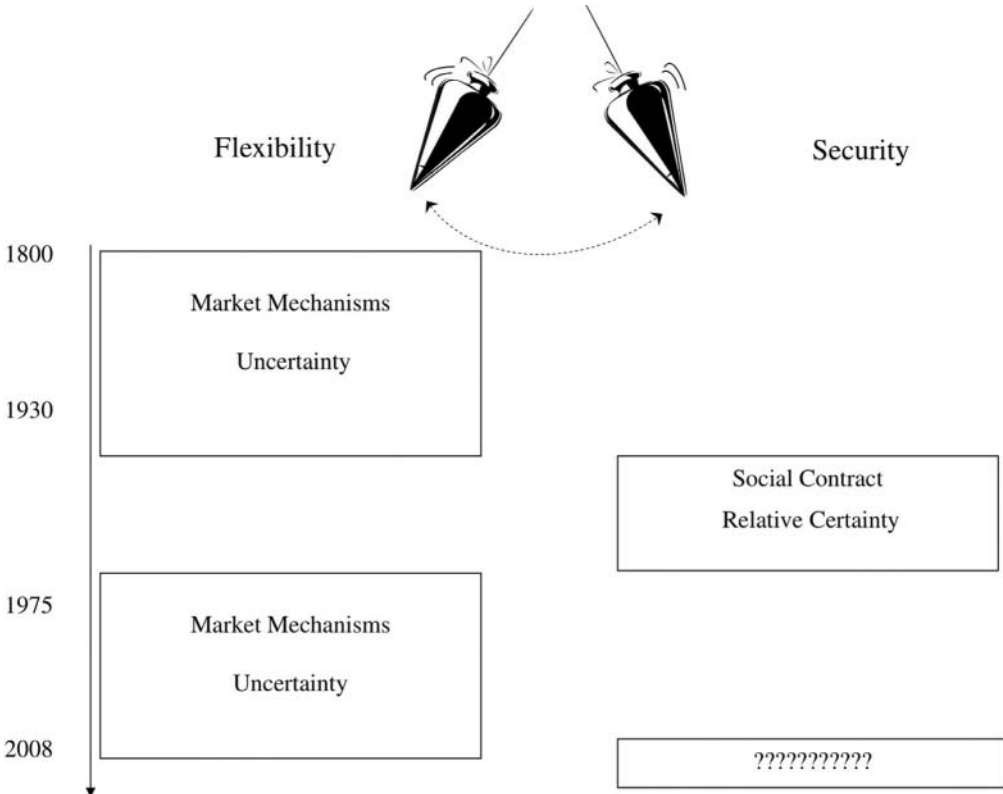 Flexibility
Security
1800
Market Mechanisms
Uncertainty
1930
Social Contract
Relative Certainty
1975
Market Mechanisms
Uncertainty
2008
???????????